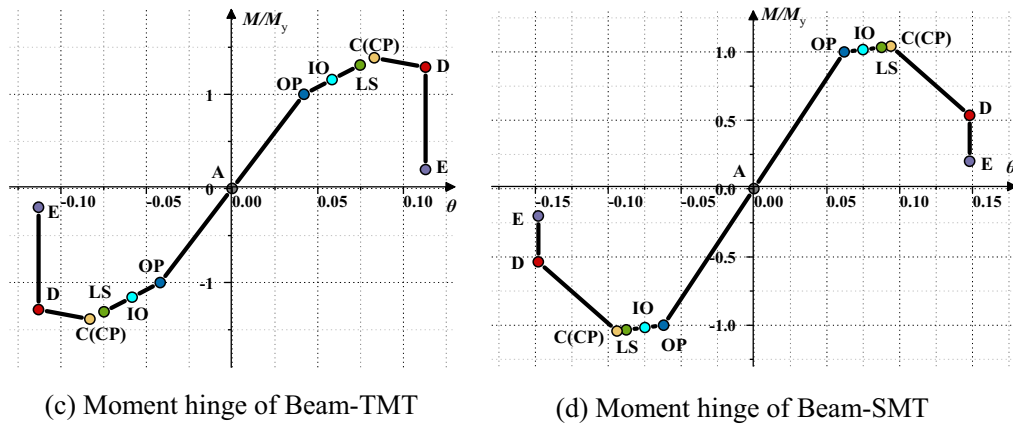 M/My
C(CP)
IO
D
OP
LS
1
E
A
0
-0.10 -0.05 0.00 0.05 0.10
θ
E
OP
-1
D
LS
IO
C(CP)
(c) Moment hinge of Beam-TMT
M/My
IO
C(CP)
OP
1.0
LS
D
0.5
E
A
θ
0.0
-0.15 -0.10 -0.05 0.00 0.05 0.10 0.15
E
-0.5
D
-1.0
C(CP)
LS
OP
IO
(d) Moment hinge of Beam-SMT